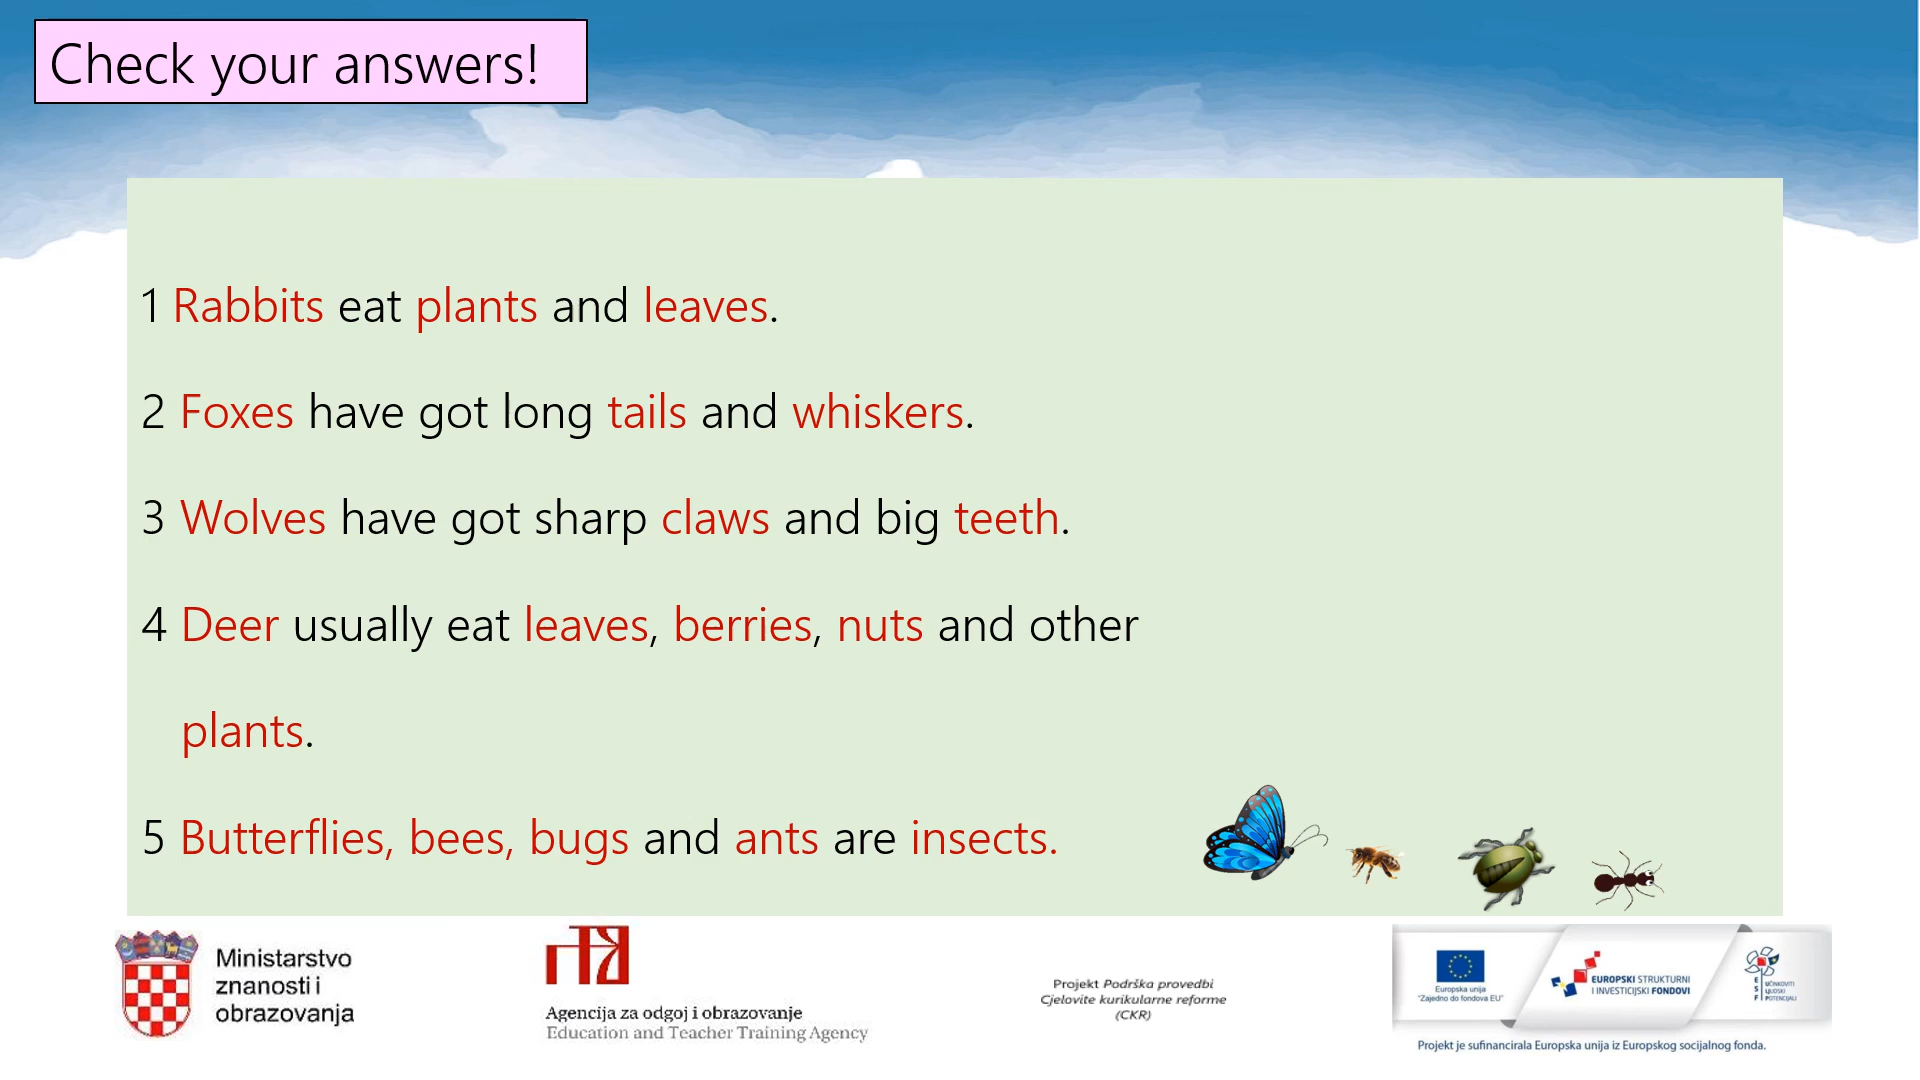 Check your answers!
1 Rabbits eat plants and leaves.
2 Foxes have got long tails and whiskers.
3 Wolves have got sharp claws and big teeth.
4 Deer usually eat leaves, berries, nuts and other
plants.
5 Butterflies, bees, bugs and ants are insects.
Ministarstvo
znanosti i
obrazovanja
Agencija za odgoj i obrazovanje
Education and Teacher Training Agency
Projekt Podrška provedbi
Cjelovite kurikularne reforme
(CKR)
Europska unija
"Zajedno do fondova EU"
EUROPSKI STRUKTURNI
I INVESTICIJSKI FONDOVI
ESF
UČINKOVITI
LJUDSKI
POTENCIJALI
Projekt je sufinancirala Europska unija iz Europskog socijalnog fonda.